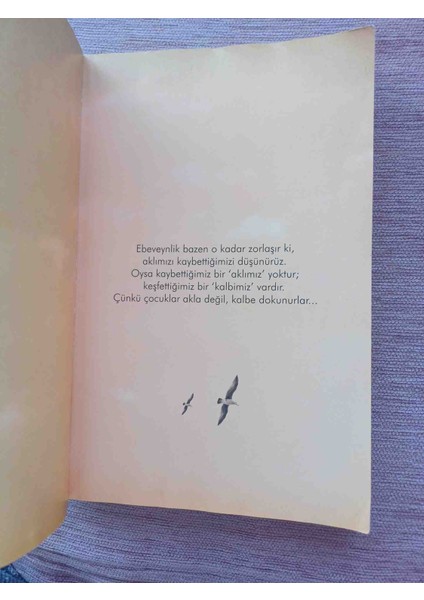 Ebeveynlik bazen o kadar zorlaşır ki,
aklımızı kaybettiğimizi düşünürüz.
Oysa kaybettiğimiz bir ‘aklımız’ yoktur;
keşfettiğimiz bir ‘kalbimiz’ vardır.
Çünkü çocuklar akla değil, kalbe dokunurlar...